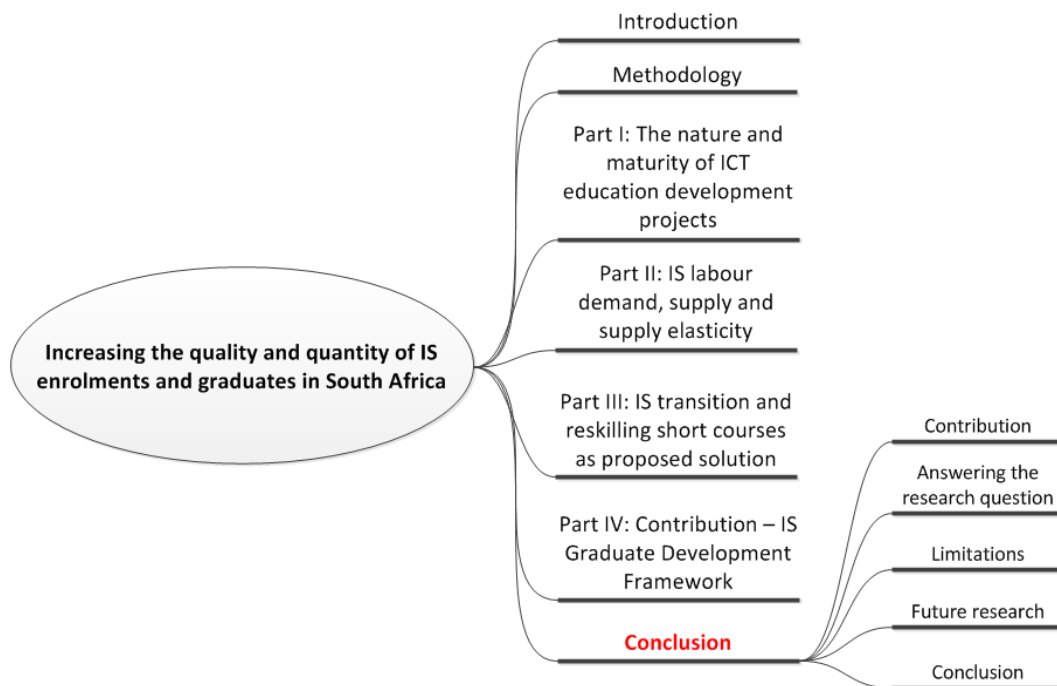 Introduction
Methodology
Part I: The nature and
maturity of ICT
education development
projects
Part II: IS labour
demand, supply and
supply elasticity
Increasing the quality and quantity of IS
enrolments and graduates in South Africa
Part III: IS transition and
reskilling short courses
as proposed solution
Part IV: Contribution – IS
Graduate Development
Framework
Conclusion
Contribution
Answering the
research question
Limitations
Future research
Conclusion